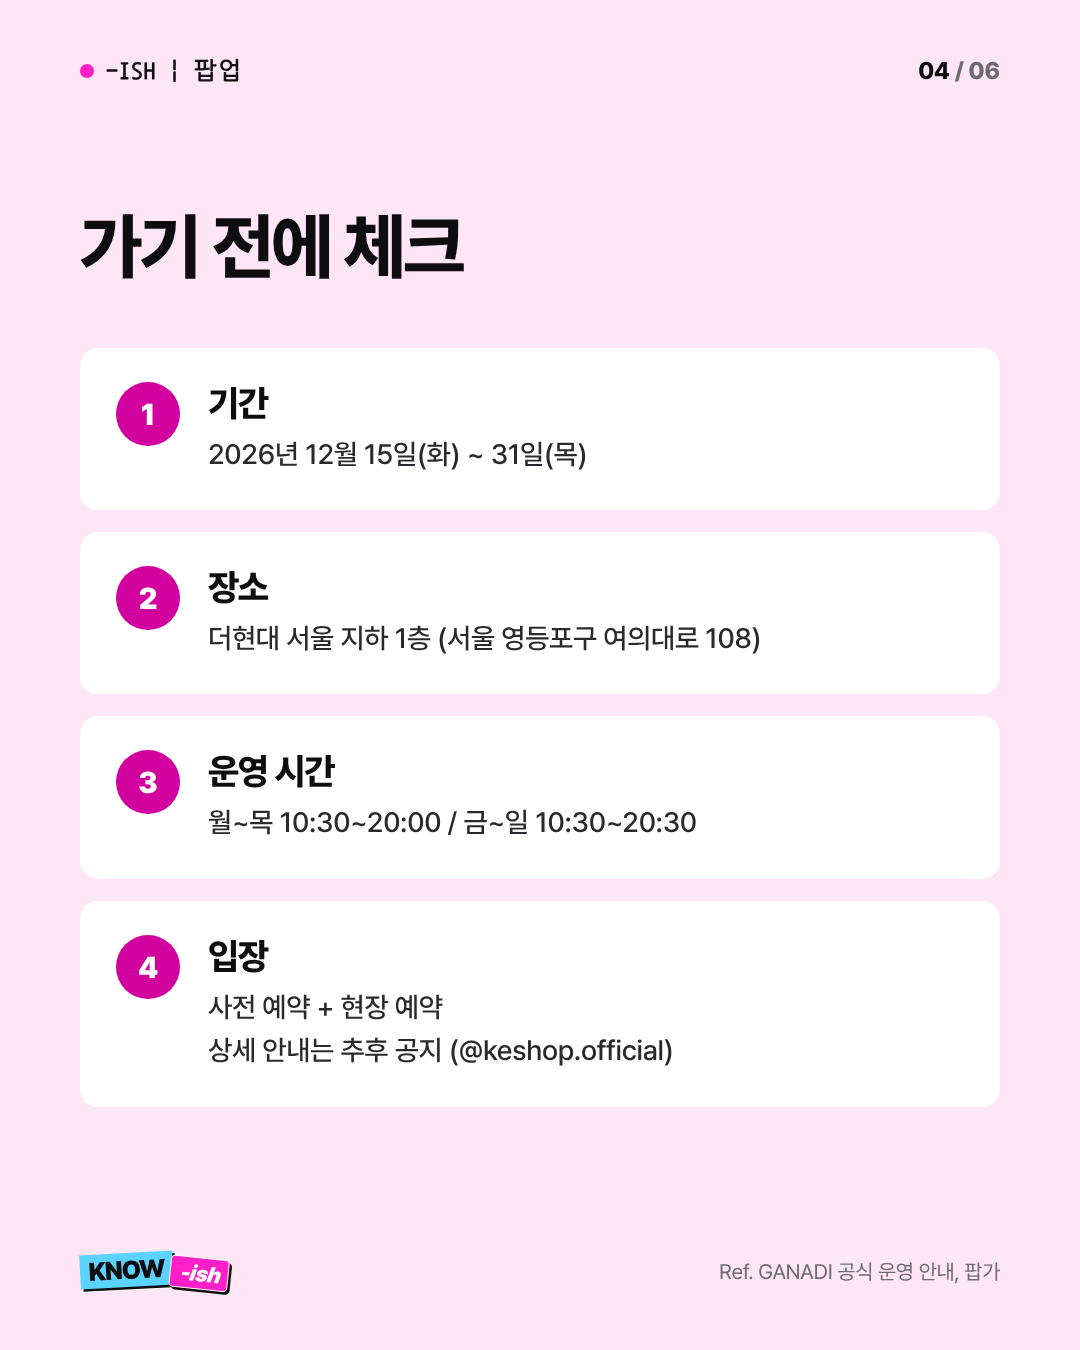 -ISH | 팝업
04 / 06
가기 전에 체크
1
기간
2026년 12월 15일(화) ~ 31일(목)
2
장소
더현대 서울 지하 1층 (서울 영등포구 여의대로 108)
3
운영 시간
월~목 10:30~20:00 / 금~일 10:30~20:30
4
입장
사전 예약 + 현장 예약
상세 안내는 추후 공지 (@keshop.official)
KNOW -ish
Ref. GANADI 공식 운영 안내, 팝가